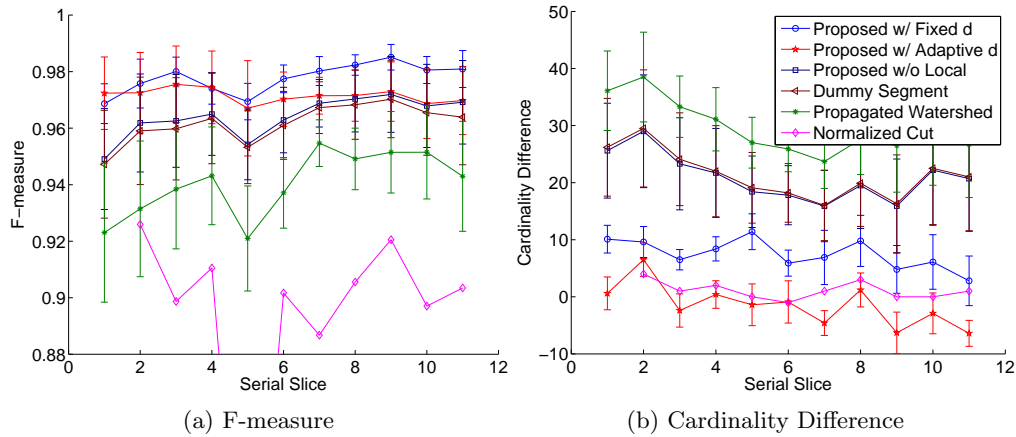 1
0.98
0.96
0.94
0.92
0.9
0.88
F-measure
0 2 4 6 8 10 12
Serial Slice
(a) F-measure
50
40
30
20
10
0
−10
Cardinality Difference
0 2 4 6 8 10 12
Serial Slice
Proposed w/ Fixed d
Proposed w/ Adaptive d
Proposed w/o Local
Dummy Segment
Propagated Watershed
Normalized Cut
(b) Cardinality Difference